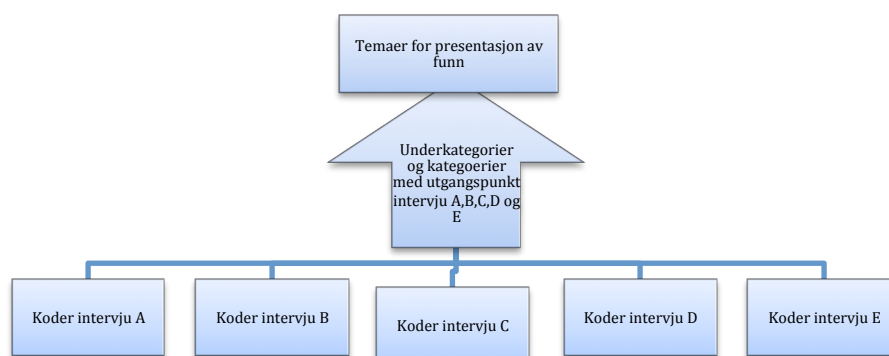 Temaer for presentasjon av
funn
Underkategorier
og kategoerier
med utgangspunkt
intervju A,B,C,D og
E
Koder intervju A
Koder intervju B
Koder intervju C
Koder intervju D
Koder intervju E